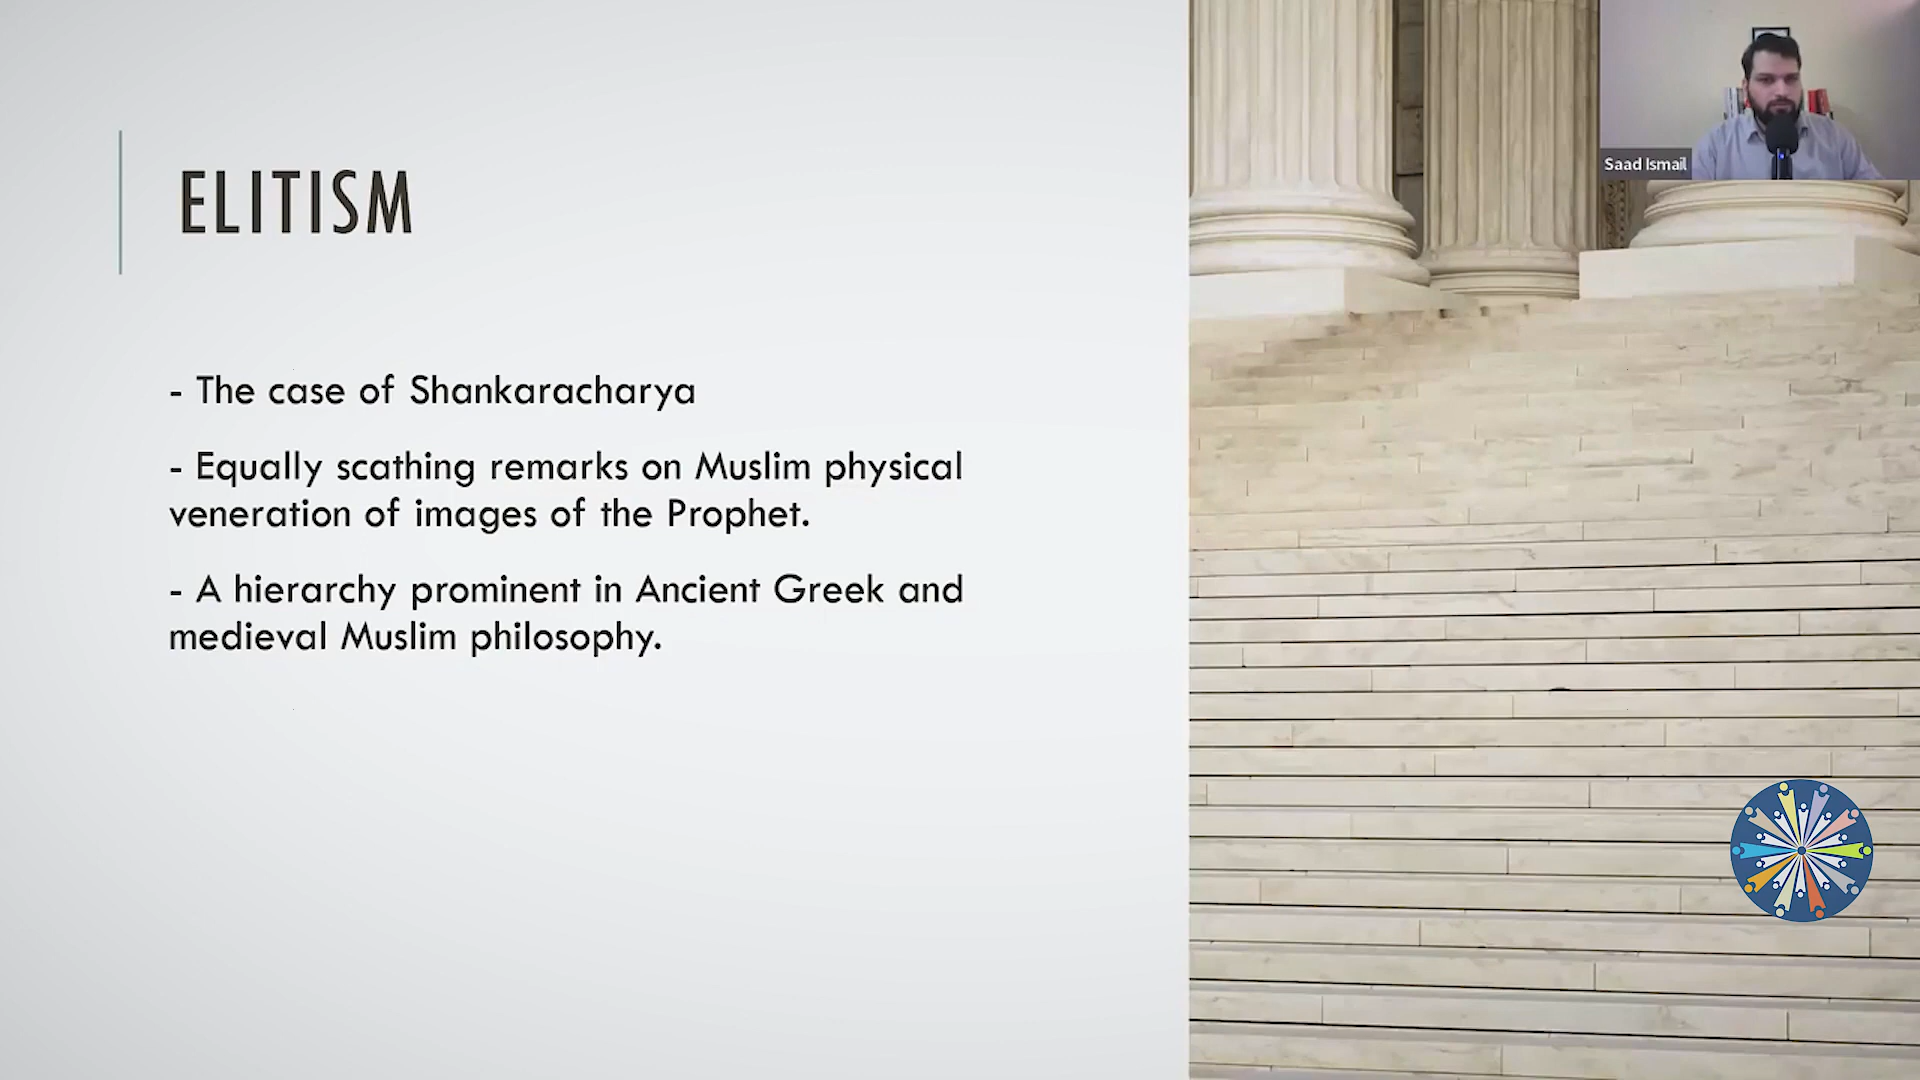 Saad Ismail
ELITISM
- The case of Shankaracharya
- Equally scathing remarks on Muslim physical
veneration of images of the Prophet.
- A hierarchy prominent in Ancient Greek and
medieval Muslim philosophy.